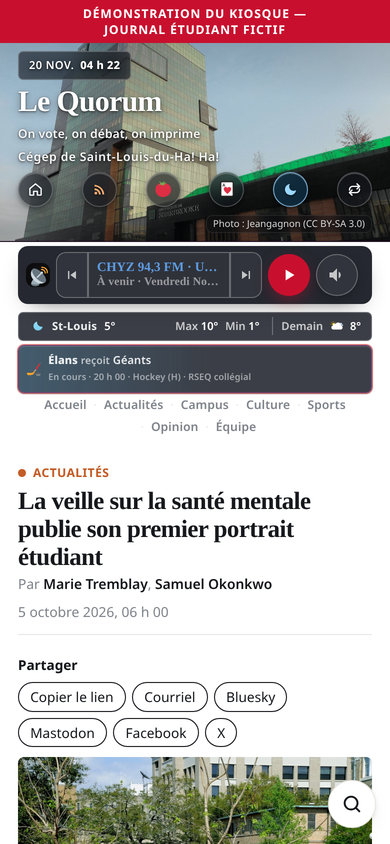 DÉMONSTRATION DU KIOSQUE —
JOURNAL ÉTUDIANT FICTIF
20 NOV. 04 h 22
Le Quorum
On vote, on débat, on imprime
Cégep de Saint-Louis-du-Ha! Ha!
Photo : Jeangagnon (CC BY-SA 3.0)
CHYZ 94,3 FM · U…
À venir · Vendredi No…
St-Louis 5° Max 10° Min 1° Demain 8°
Élans reçoit Géants
En cours · 20 h 00 · Hockey (H) · RSEQ collégial
Accueil · Actualités · Campus · Culture · Sports
· Opinion · Équipe
ACTUALITÉS
La veille sur la santé mentale
publie son premier portrait
étudiant
Par Marie Tremblay, Samuel Okonkwo
5 octobre 2026, 06 h 00
Partager
Copier le lien Courriel Bluesky
Mastodon Facebook X